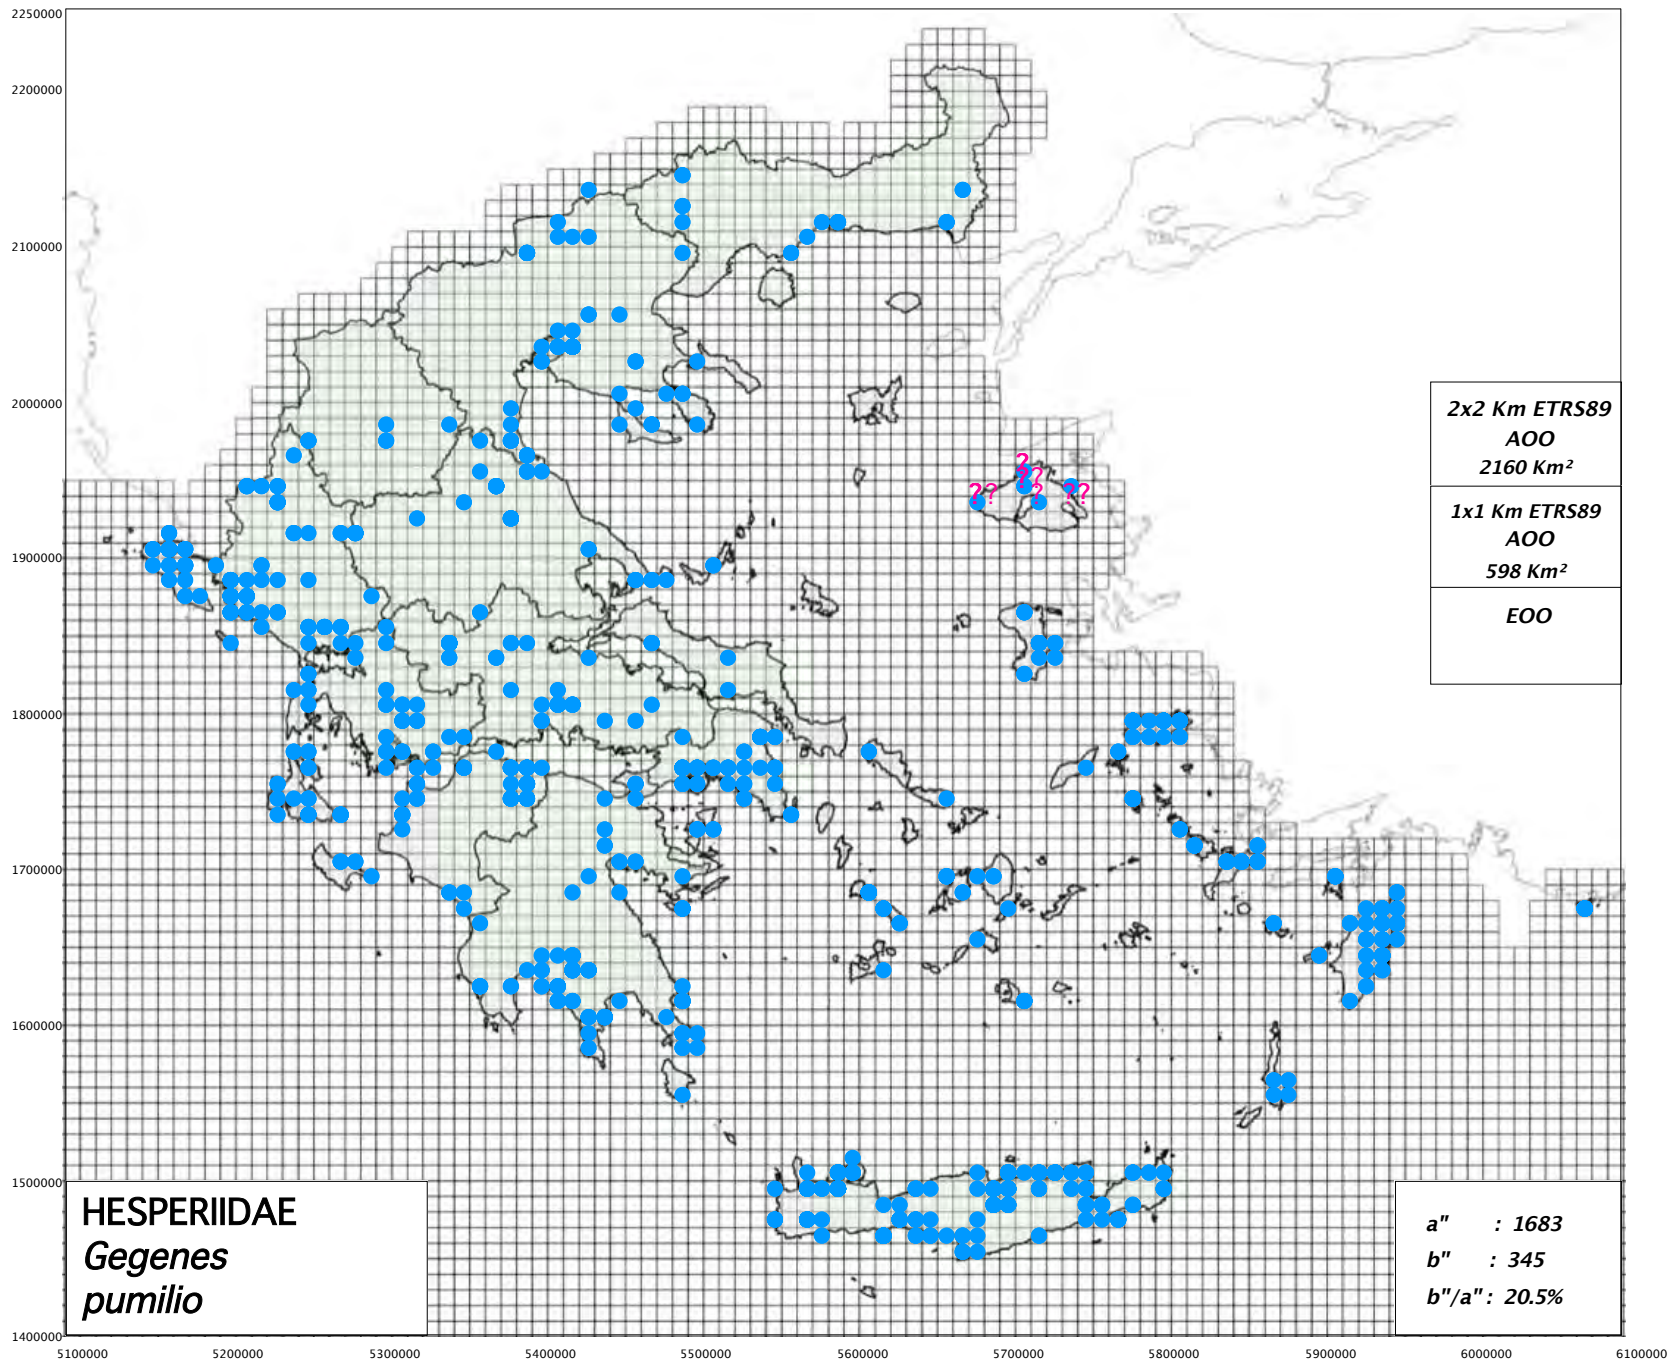 2250000
2200000
2100000
2000000
1900000
1800000
1700000
1600000
1500000
1400000
5100000 5200000 5300000 5400000 5500000 5600000 5700000 5800000 5900000 6000000 6100000
?
??
?? ? ??
2x2 Km ETRS89
AOO
2160 Km²
1x1 Km ETRS89
AOO
598 Km²
EOO
HESPERIIDAE
Gegenes
pumilio
a" : 1683
b" : 345
b"/a" : 20.5%